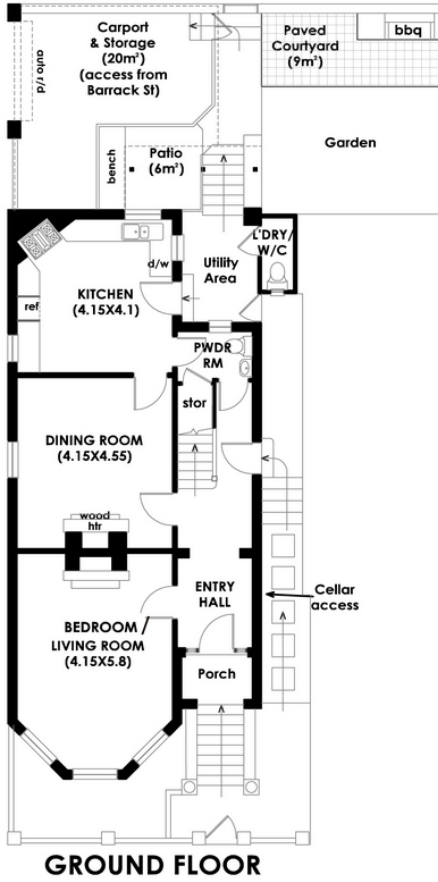 Carport
& Storage
(20m²)
(access from
Barrack St)
auto r/d
Paved
Courtyard
(9m²)
bbq
Garden
bench
Patio
(6m²)
L'DRY/
W/C
Utility
Area
d/w
KITCHEN
(4.15X4.1)
ref
PWDR
RM
stor
DINING ROOM
(4.15X4.55)
wood
htr
ENTRY
HALL
Cellar
access
BEDROOM/
LIVING ROOM
(4.15X5.8)
Porch
GROUND FLOOR